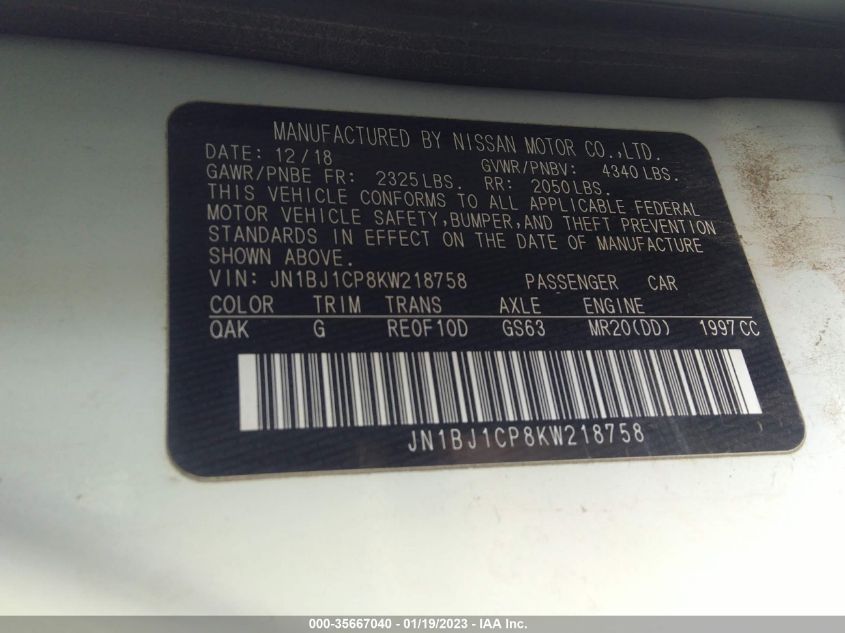 MANUFACTURED BY NISSAN MOTOR CO.,LTD.
DATE: 12/18 GVWR/PNBV: 4340 LBS.
GAWR/PNBE FR: 2325 LBS. RR: 2050 LBS.
THIS VEHICLE CONFORMS TO ALL APPLICABLE FEDERAL
MOTOR VEHICLE SAFETY, BUMPER, AND THEFT PREVENTION
STANDARDS IN EFFECT ON THE DATE OF MANUFACTURE
SHOWN ABOVE.
VIN: JN1BJ1CP8KW218758 PASSENGER CAR
COLOR TRIM TRANS AXLE ENGINE
QAK G RE0F10D GS63 MR20(DD) 1997CC
JN1BJ1CP8KW218758
000-35667040 - 01/19/2023 - IAA Inc.